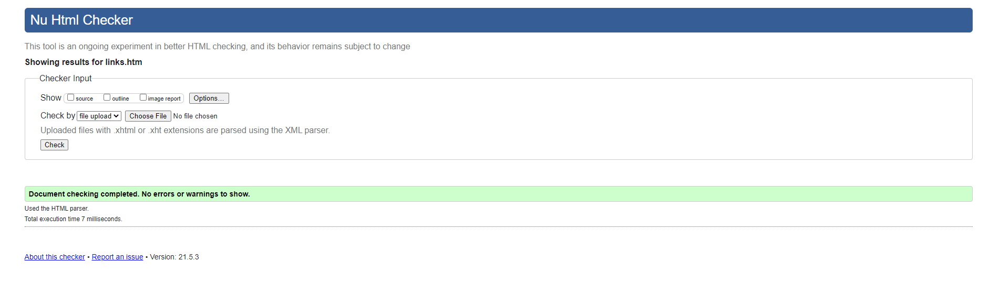 Nu Html Checker
This tool is an ongoing experiment in better HTML checking, and its behavior remains subject to change
Showing results for links.htm
Checker Input
Show source outline image report Options...
Check by file upload Choose File No file chosen
Uploaded files with .xhtml or .xht extensions are parsed using the XML parser.
Check
Document checking completed. No errors or warnings to show.
Used the HTML parser.
Total execution time 7 milliseconds.
About this checker • Report an issue • Version: 21.5.3